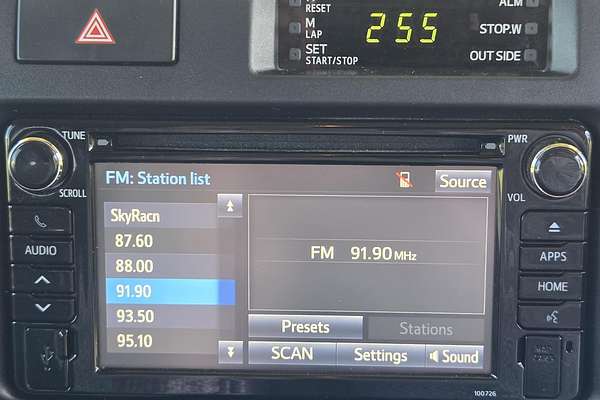 H
RESET
ALM
M
LAP
2 55
STOP.W
SET
START/STOP
OUT SIDE
TUNE
PWR
SCROLL
VOL
FM: Station list
Source
SkyRacn
87.60
88.00
91.90
93.50
95.10
FM 91.90 MHz
Presets
Stations
SCAN
Settings
Sound
AUDIO
APPS
HOME
100726